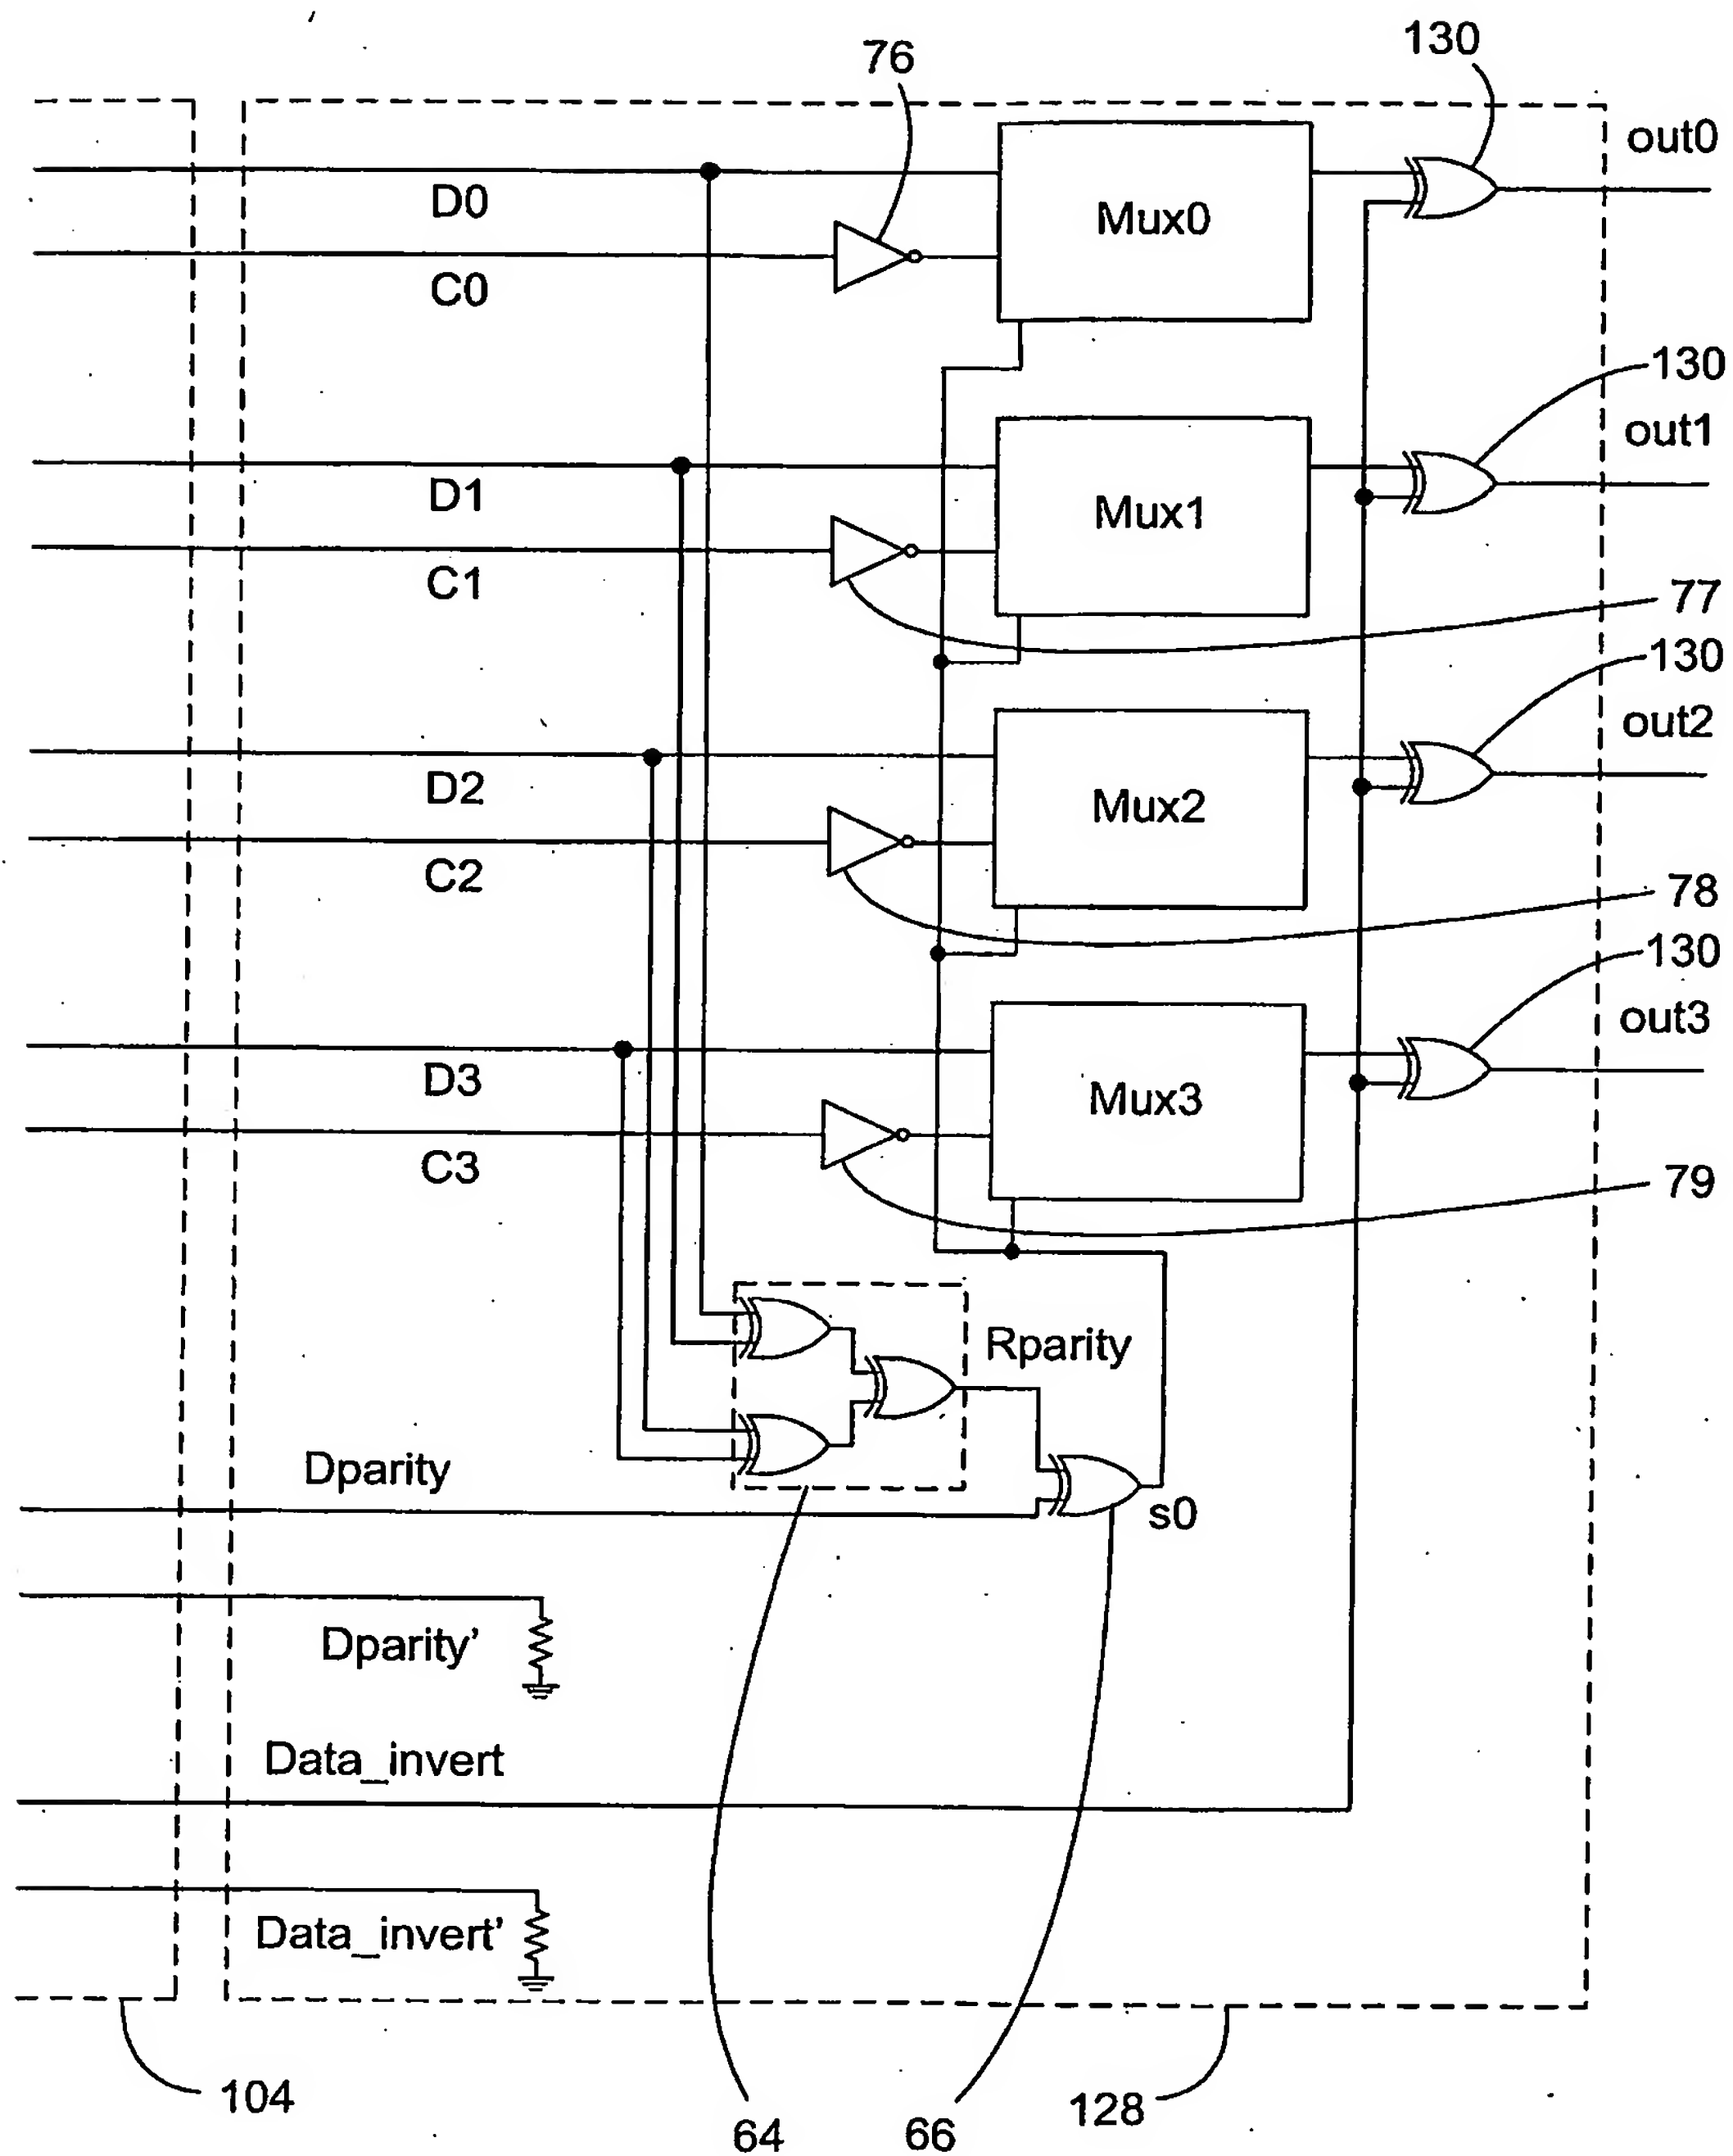 130
76
out0
D0
Mux0
C0
130
out1
D1
Mux1
C1
77
130
out2
D2
Mux2
C2
78
130
out3
D3
Mux3
C3
79
Rparity
Dparity
s0
Dparity'
Data_invert
Data_invert'
104
128
64
66